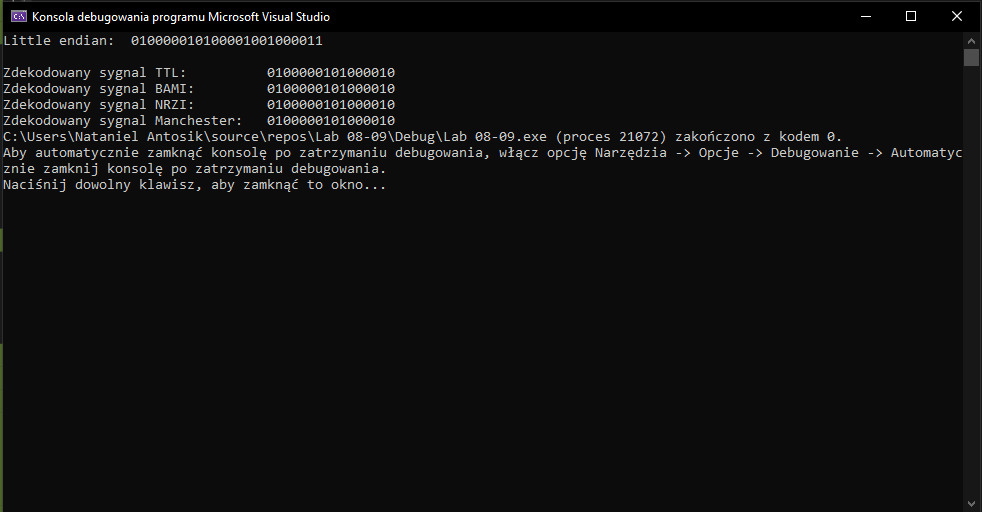 Konsola debugowania programu Microsoft Visual Studio
Little endian:  010000010100001001000011
Zdekodowany sygnal TTL:          0100000101000010
Zdekodowany sygnal BAMI:         0100000101000010
Zdekodowany sygnal NRZI:         0100000101000010
Zdekodowany sygnal Manchester:   0100000101000010
C:\Users\Nataniel Antosik\source\repos\Lab 08-09\Debug\Lab 08-09.exe (proces 21072) zakończono z kodem 0.
Aby automatycznie zamknąć konsolę po zatrzymaniu debugowania, włącz opcję Narzędzia -> Opcje -> Debugowanie -> Automatyc
znie zamknij konsolę po zatrzymaniu debugowania.
Naciśnij dowolny klawisz, aby zamknąć to okno...